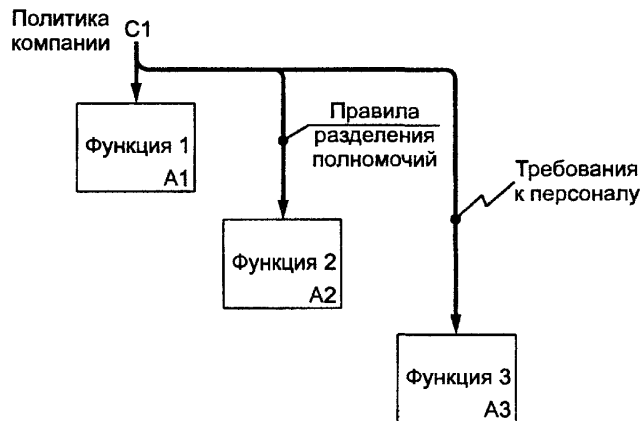 Политика
компании
C1
Функция 1
A1
Правила
разделения
полномочий
Функция 2
A2
Требования
к персоналу
Функция 3
A3